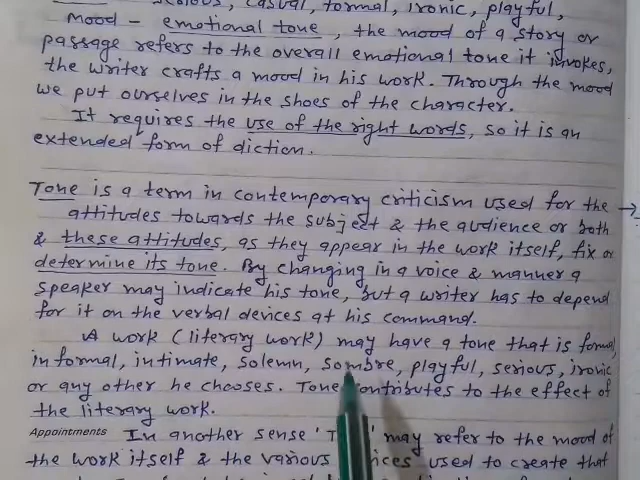 casual, formal, ironic, playful,
Mood - emotional tone, the mood of a story or
passage refers to the overall emotional tone it invokes,
the writer crafts a mood in his work. Through the mood
we put ourselves in the shoes of the character.
It requires the use of the right words, so it is an
extended form of diction.
Tone is a term in contemporary criticism used for the →
attitudes towards the subject & the audience or both
& these attitudes, as they appear in the work itself, fix or
determine its tone. By changing in a voice & manner a
speaker may indicate his tone, but a writer has to depend
for it on the verbal devices at his command.
A work (literary work) may have a tone that is formal,
informal, intimate, solemn, sombre, playful, serious, ironic
or any other he chooses. Tone contributes to the effect of
the literary work.
Appointments In another sense may refer to the mood of
the work itself & the various used to create that